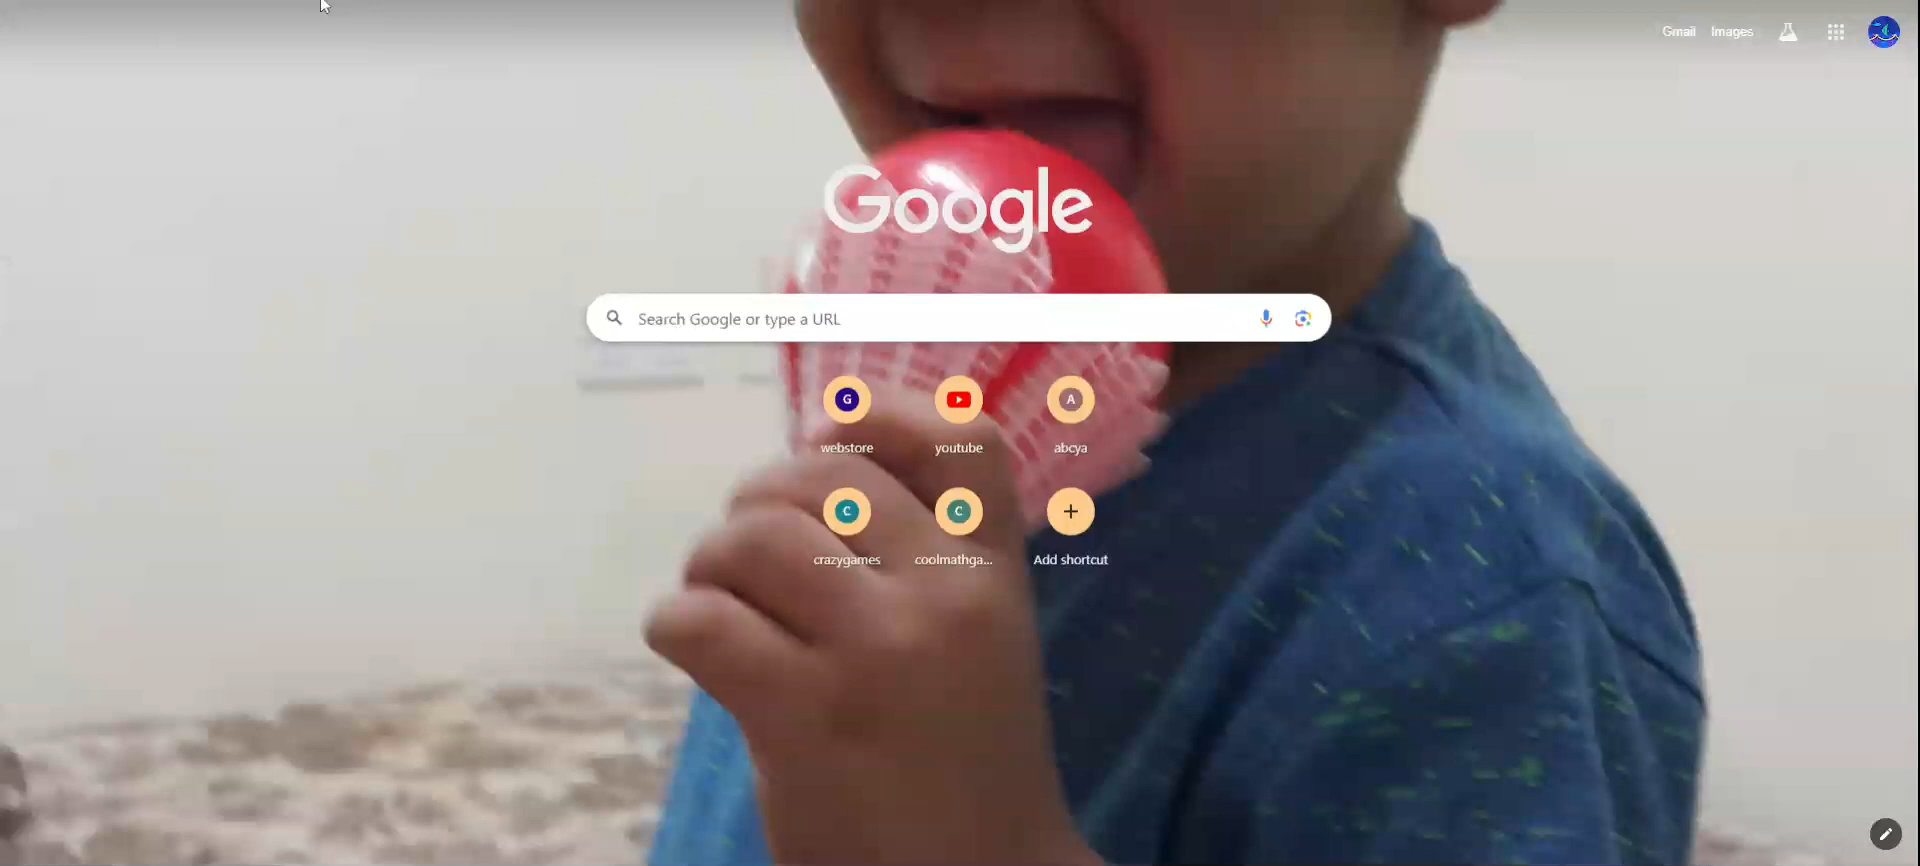 Gmail Images
Google
Search Google or type a URL
G
A
webstore youtube abcya
C C
crazygames coolmathga... Add shortcut